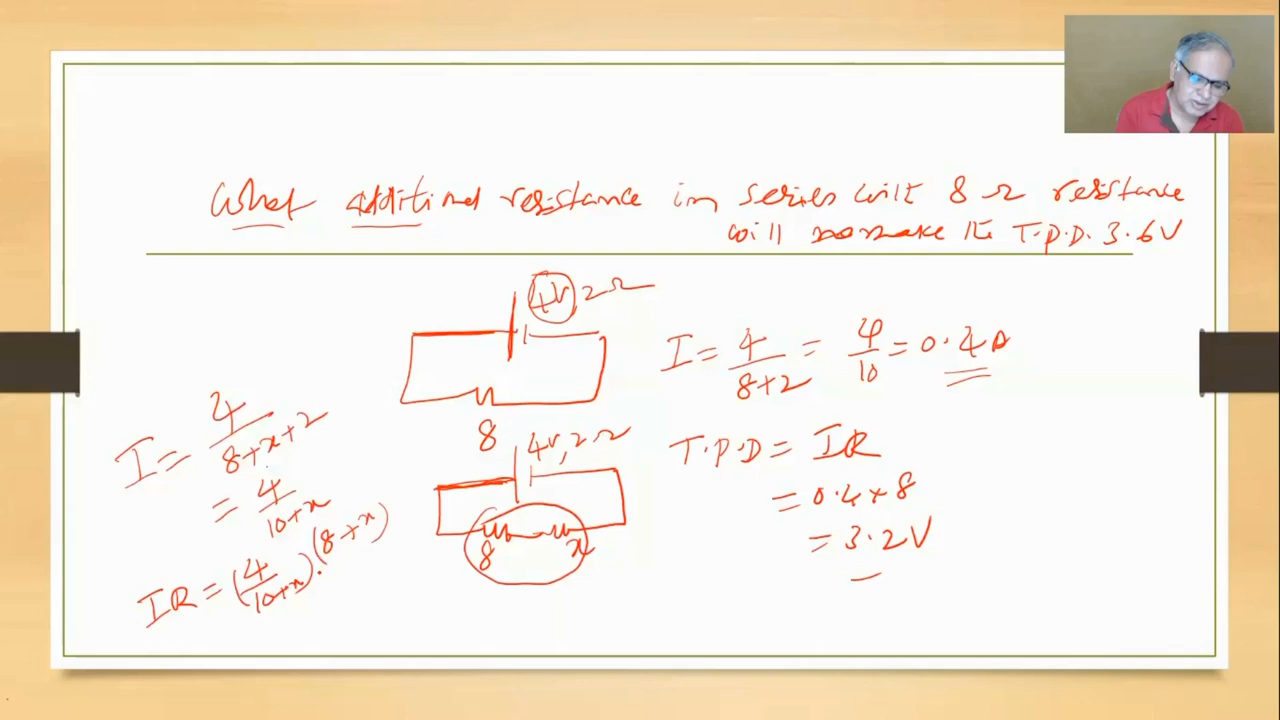 What additional resistance in series with 8 Ω resistance
will make the T.P.D. 3.6V
4V, 2Ω
8
I = 4/(8+2) = 4/10 = 0.4A
4V, 2Ω
8 x
T.P.D = IR
= 0.4 × 8
= 3.2V
I = 4/(8+x+2)
= 4/(10+x)
IR = (4/(10+x)).(8+x)